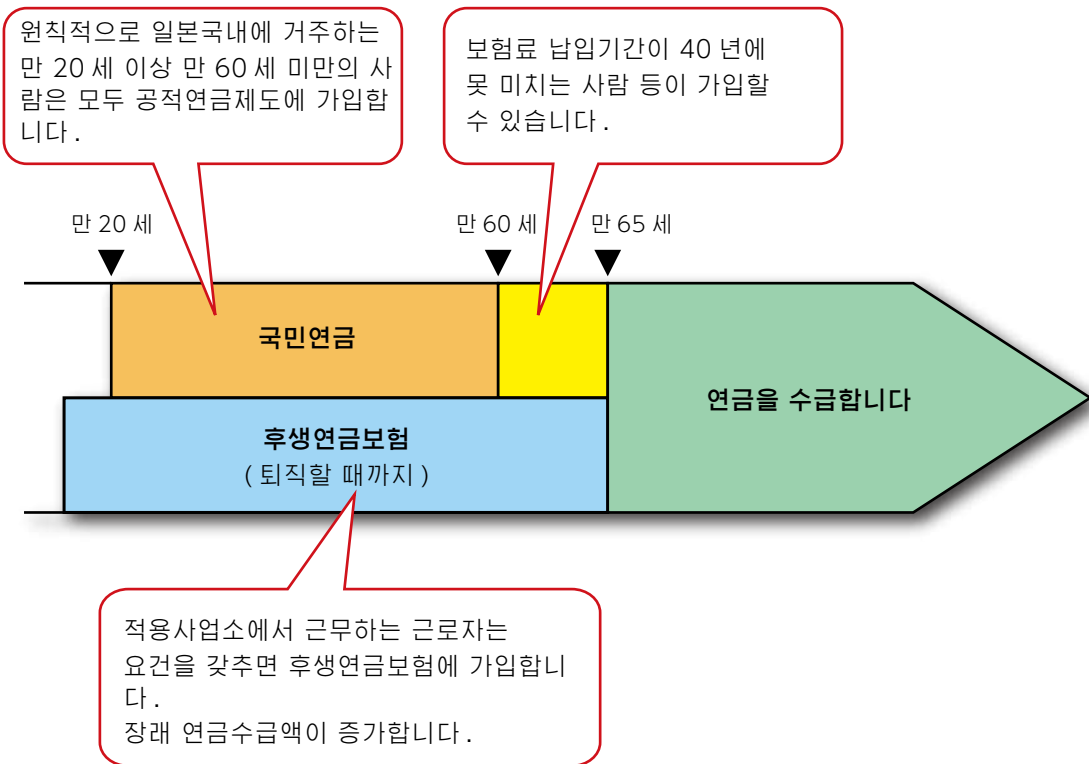 원칙적으로 일본국내에 거주하는
만 20 세 이상 만 60 세 미만의 사
람은 모두 공적연금제도에 가입합
니다 .
보험료 납입기간이 40 년에
못 미치는 사람 등이 가입할
수 있습니다 .
만 20 세
만 60 세
만 65 세
국민연금
연금을 수급합니다
후생연금보험
( 퇴직할 때까지 )
적용사업소에서 근무하는 근로자는
요건을 갖추면 후생연금보험에 가입합니
다 .
장래 연금수급액이 증가합니다 .